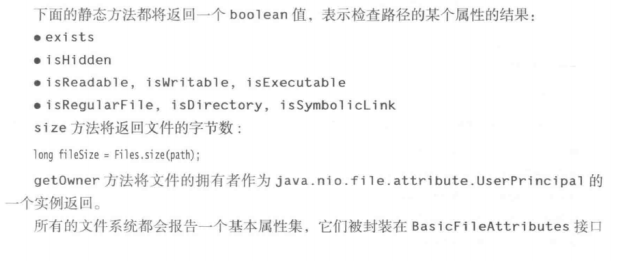 下面的静态方法都将返回一个 boolean 值，表示检查路径的某个属性的结果：
● exists
● isHidden
● isReadable, isWritable, isExecutable
● isRegularFile, isDirectory, isSymbolicLink
size 方法将返回文件的字节数：
long fileSize = Files.size(path);
getOwner 方法将文件的拥有者作为 java.nio.file.attribute.UserPrincipal 的
一个实例返回。
所有的文件系统都会报告一个基本属性集，它们被封装在 BasicFileAttributes 接口